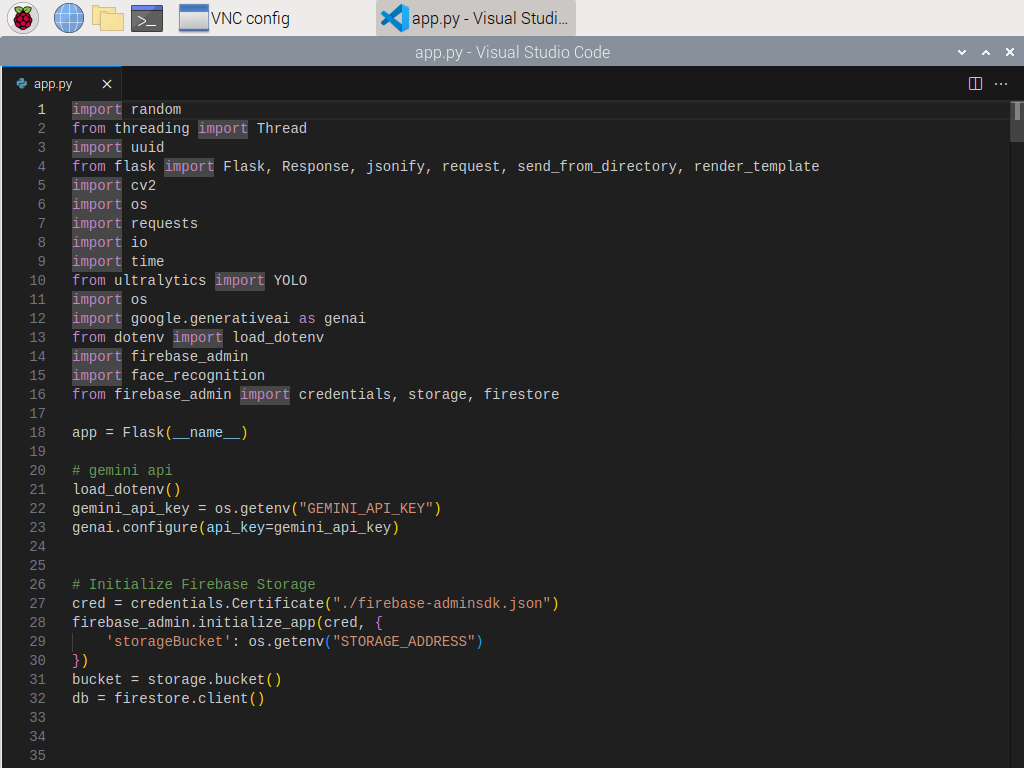 VNC config
app.py - Visual Studi...
app.py - Visual Studio Code
app.py
1 import random
2 from threading import Thread
3 import uuid
4 from flask import Flask, Response, jsonify, request, send_from_directory, render_template
5 import cv2
6 import os
7 import requests
8 import io
9 import time
10 from ultralytics import YOLO
11 import os
12 import google.generativeai as genai
13 from dotenv import load_dotenv
14 import firebase_admin
15 import face_recognition
16 from firebase_admin import credentials, storage, firestore
17
18 app = Flask(__name__)
19
20 # gemini api
21 load_dotenv()
22 gemini_api_key = os.getenv("GEMINI_API_KEY")
23 genai.configure(api_key=gemini_api_key)
24
25
26 # Initialize Firebase Storage
27 cred = credentials.Certificate("./firebase-adminsdk.json")
28 firebase_admin.initialize_app(cred, {
29     'storageBucket': os.getenv("STORAGE_ADDRESS")
30 })
31 bucket = storage.bucket()
32 db = firestore.client()
33
34
35